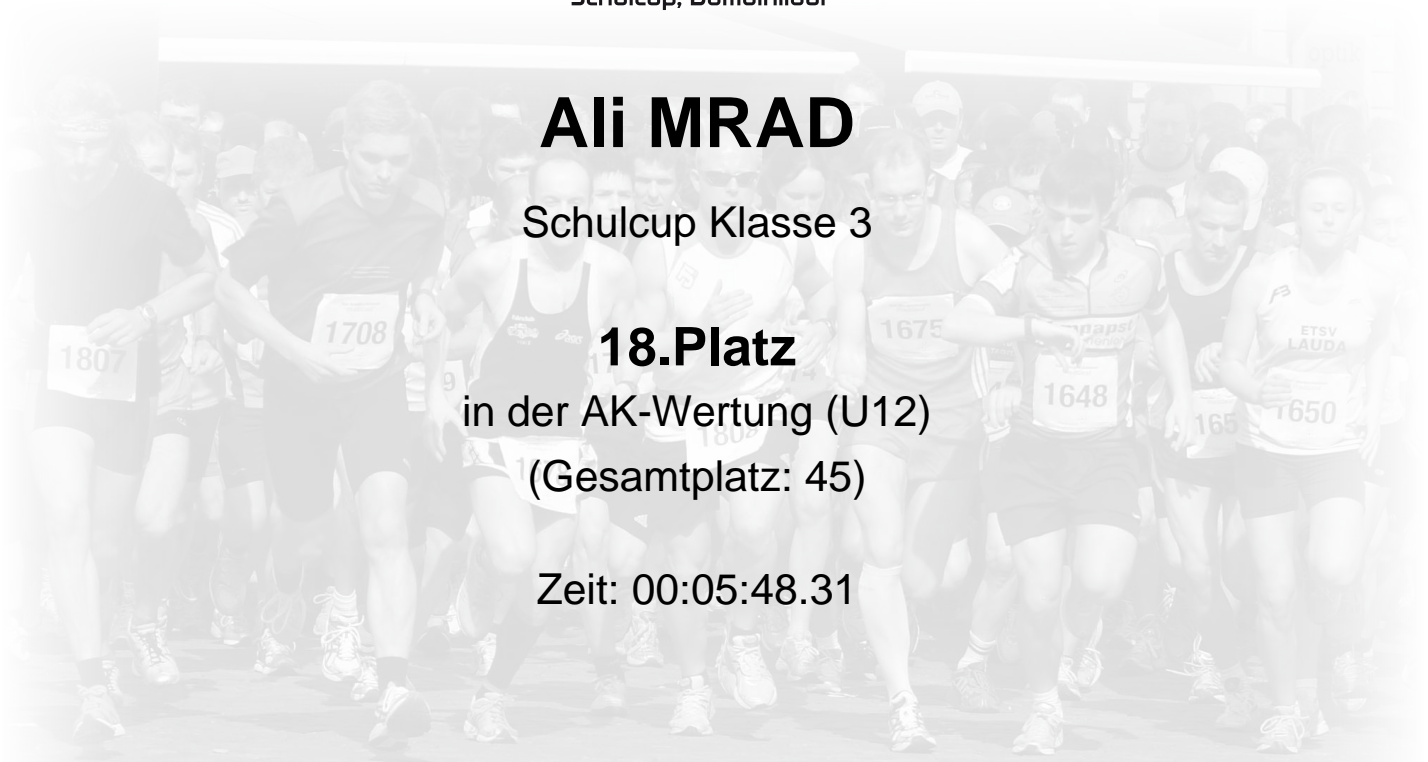 Ali MRAD
Schulcup Klasse 3
18.Platz
in der AK-Wertung (U12)
(Gesamtplatz: 45)
Zeit: 00:05:48.31
1807
1708
1675
1648
165
1650
ETSV
LAUDA